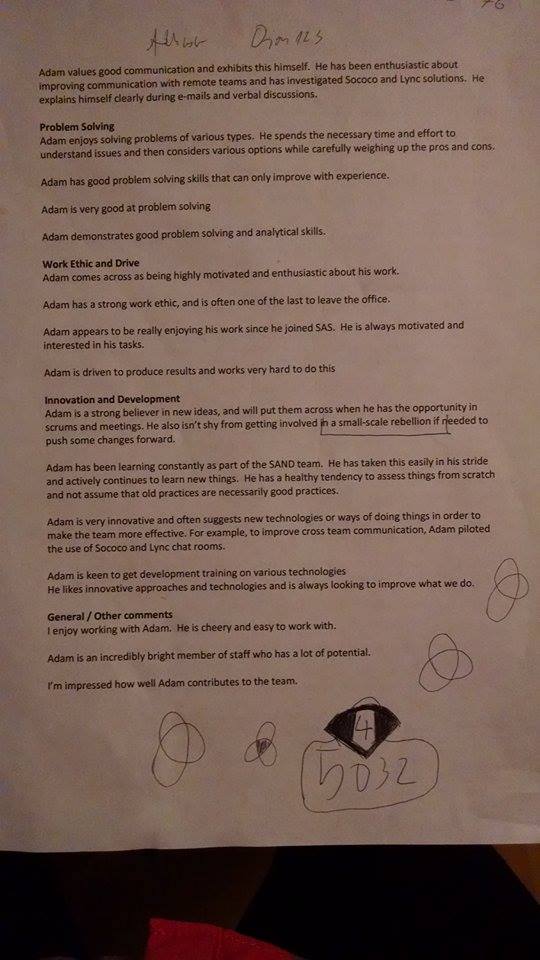 Adam values good communication and exhibits this himself. He has been enthusiastic about
improving communication with remote teams and has investigated Sococo and Lync solutions. He
explains himself clearly during e-mails and verbal discussions.
Problem Solving
Adam enjoys solving problems of various types. He spends the necessary time and effort to
understand issues and then considers various options while carefully weighing up the pros and cons.
Adam has good problem solving skills that can only improve with experience.
Adam is very good at problem solving
Adam demonstrates good problem solving and analytical skills.
Work Ethic and Drive
Adam comes across as being highly motivated and enthusiastic about his work.
Adam has a strong work ethic, and is often one of the last to leave the office.
Adam appears to be really enjoying his work since he joined SAS. He is always motivated and
interested in his tasks.
Adam is driven to produce results and works very hard to do this
Innovation and Development
Adam is a strong believer in new ideas, and will put them across when he has the opportunity in
scrums and meetings. He also isn't shy from getting involved in a small-scale rebellion if needed to
push some changes forward.
Adam has been learning constantly as part of the SAND team. He has taken this easily in his stride
and actively continues to learn new things. He has a healthy tendency to assess things from scratch
and not assume that old practices are necessarily good practices.
Adam is very innovative and often suggests new technologies or ways of doing things in order to
make the team more effective. For example, to improve cross team communication, Adam piloted
the use of Sococo and Lync chat rooms.
Adam is keen to get development training on various technologies
He likes innovative approaches and technologies and is always looking to improve what we do.
General / Other comments
I enjoy working with Adam. He is cheery and easy to work with.
Adam is an incredibly bright member of staff who has a lot of potential.
I'm impressed how well Adam contributes to the team.
4
5032